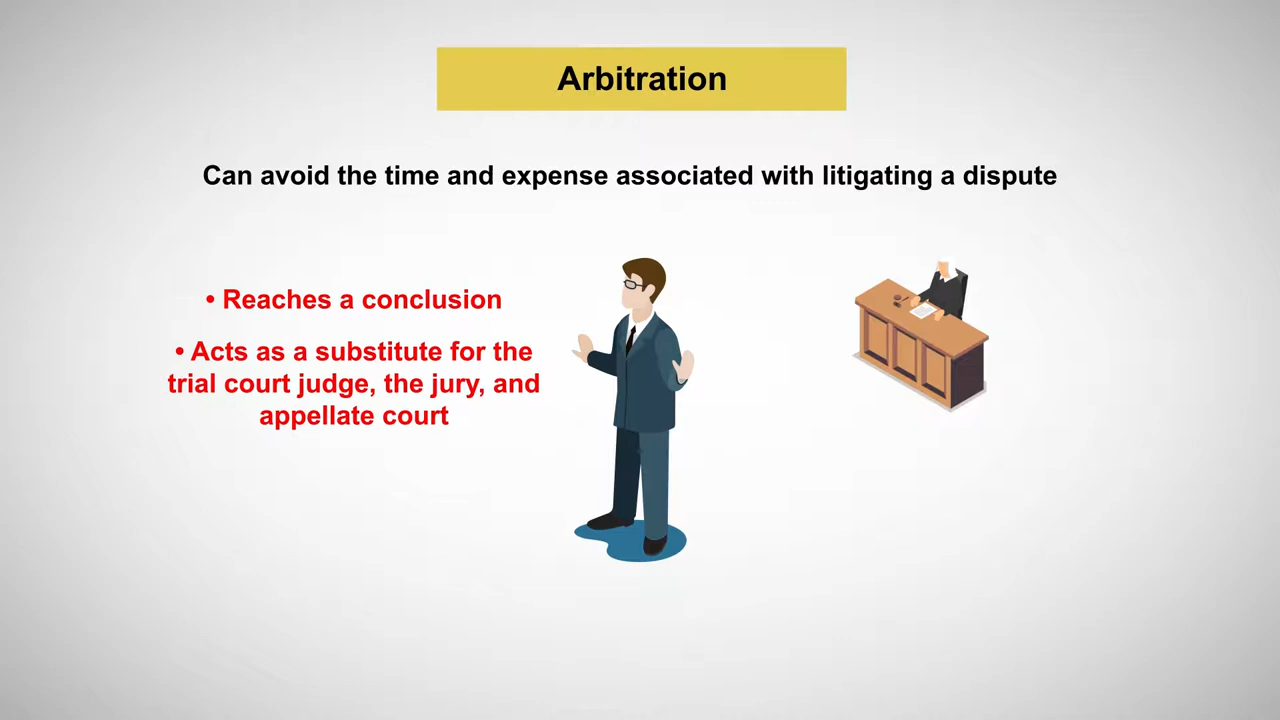 Arbitration
Can avoid the time and expense associated with litigating a dispute
• Reaches a conclusion
• Acts as a substitute for the
trial court judge, the jury, and
appellate court